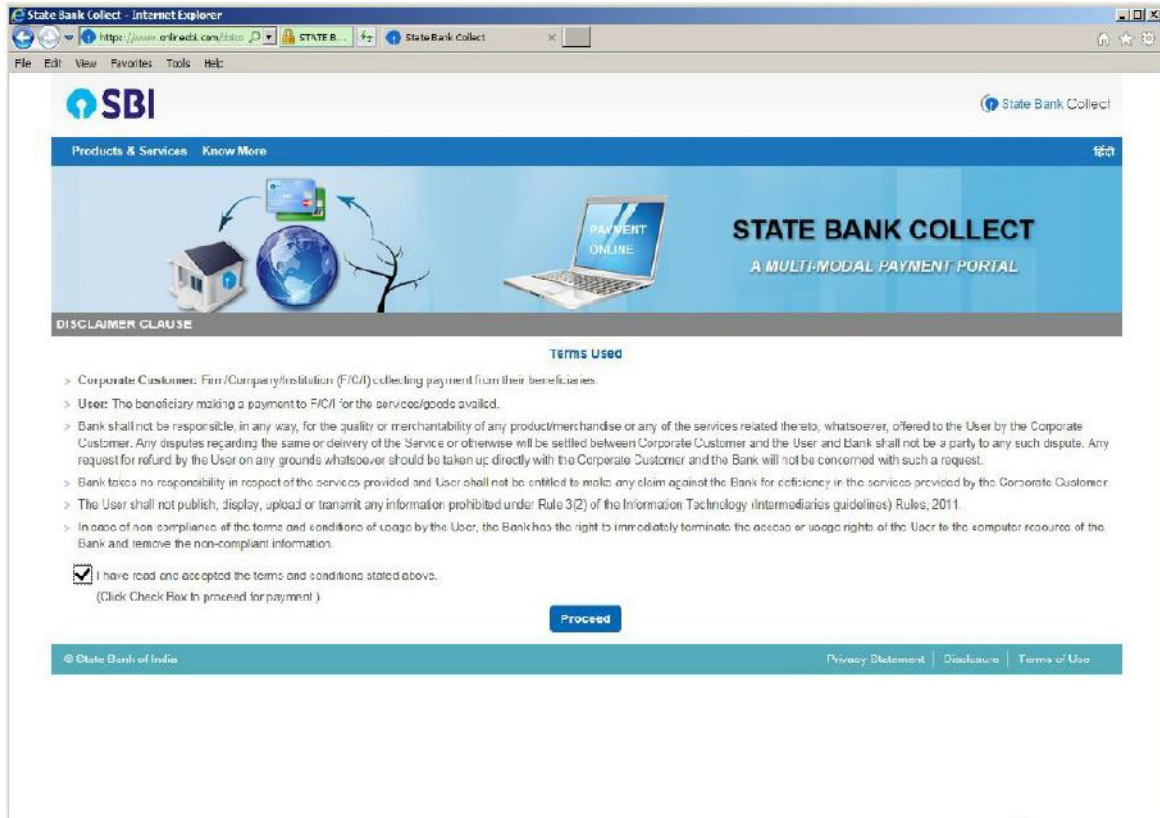 State Bank Collect - Internet Explorer
https://www.onlinesbi.com/sbico STATE B... State Bank Collect
File Edit View Favorites Tools Help
SBI
State Bank Collect
Products & Services Know More हिंदी
PAYMENT
ONLINE
STATE BANK COLLECT
A MULTI-MODAL PAYMENT PORTAL
DISCLAIMER CLAUSE
Terms Used
> Corporate Customer: Firm/Company/Institution (F/C/I) collecting payment from their beneficiaries.
> User: The beneficiary making a payment to F/C/I for the services/goods availed.
> Bank shall not be responsible, in any way, for the quality or merchantability of any product/merchandise or any of the services related thereto, whatsoever, offered to the User by the Corporate
Customer. Any disputes regarding the same or delivery of the Service or otherwise will be settled between Corporate Customer and the User and Bank shall not be a party to any such dispute. Any
request for refund by the User on any grounds whatsoever should be taken up directly with the Corporate Customer and the Bank will not be concerned with such a request.
> Bank takes no responsibility in respect of the services provided and User shall not be entitled to make any claim against the Bank for deficiency in the services provided by the Corporate Customer
> The User shall not publish, display, upload or transmit any information prohibited under Rule 3(2) of the Information Technology (Intermediaries guidelines) Rules, 2011.
> In case of non compliance of the terms and conditions of usage by the User, the Bank has the right to immediately terminate the access or usage rights of the User to the computer resource of the
Bank and remove the non-compliant information.
I have read and accepted the terms and conditions stated above.
(Click Check Box to proceed for payment.)
Proceed
© State Bank of India Privacy Statement | Disclosure | Terms of Use